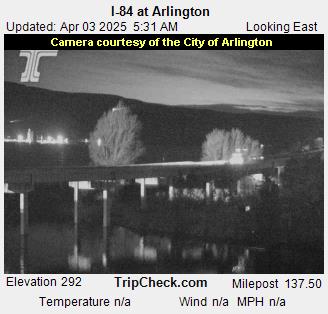 I-84 at Arlington
Updated: Apr 03 2025 5:31 AM Looking East
Camera courtesy of the City of Arlington
Elevation 292 TripCheck.com Milepost 137.50
Temperature n/a Wind n/a MPH n/a